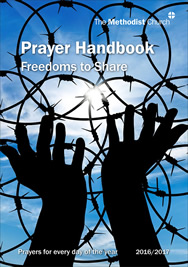 The Methodist Church
Prayer Handbook
Freedoms to Share
Prayers for every day of the year 2016/2017